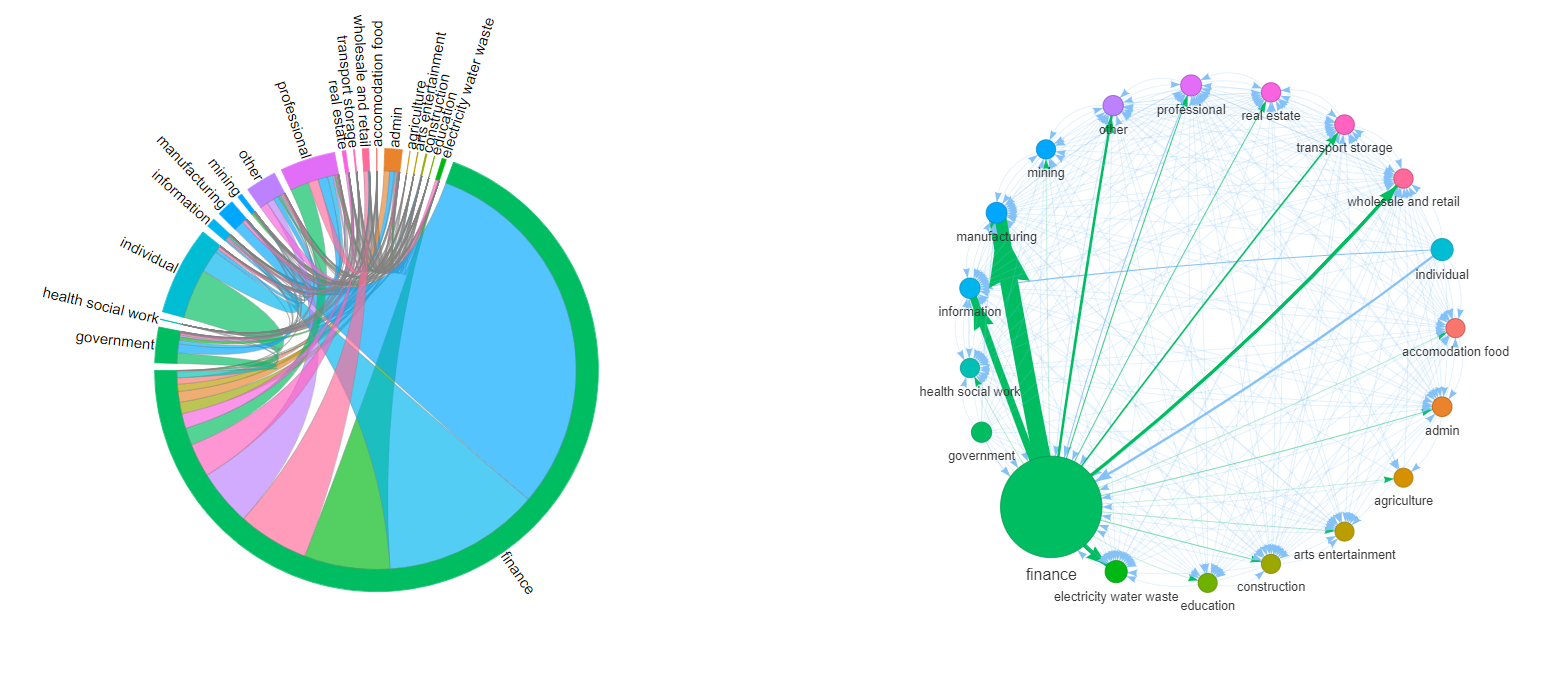 electricity water waste
education
construction
arts entertainment
agriculture
admin
accomodation food
wholesale and retail
transport storage
real estate
professional
other
mining
manufacturing
information
individual
health social work
government
finance
professional
other
real estate
transport storage
mining
wholesale and retail
manufacturing
individual
information
accomodation food
health social work
admin
government
agriculture
arts entertainment
finance
construction
electricity water waste
education